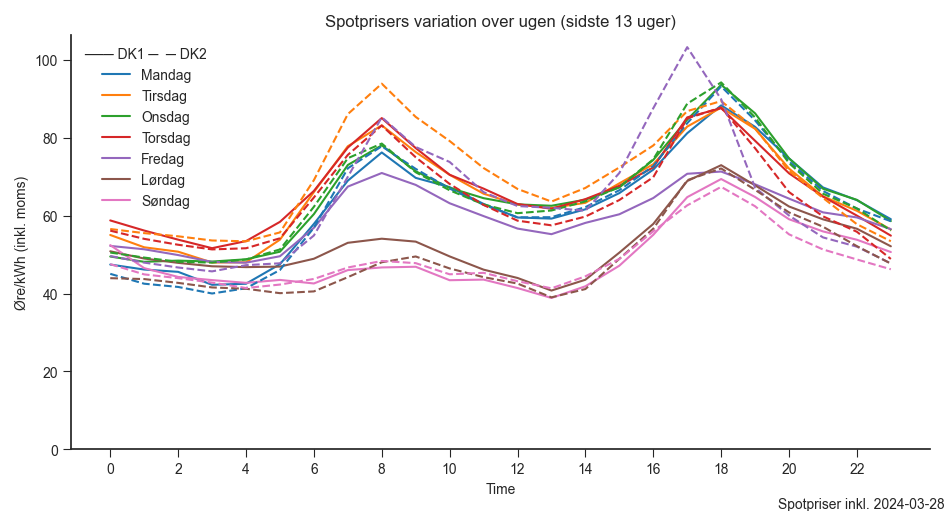 Spotprisers variation over ugen (sidste 13 uger)
DK1 DK2
Mandag
Tirsdag
Onsdag
Torsdag
Fredag
Lørdag
Søndag
Øre/kWh (inkl. moms)
100
80
60
40
20
0
0 2 4 6 8 10 12 14 16 18 20 22
Time
Spotpriser inkl. 2024-03-28